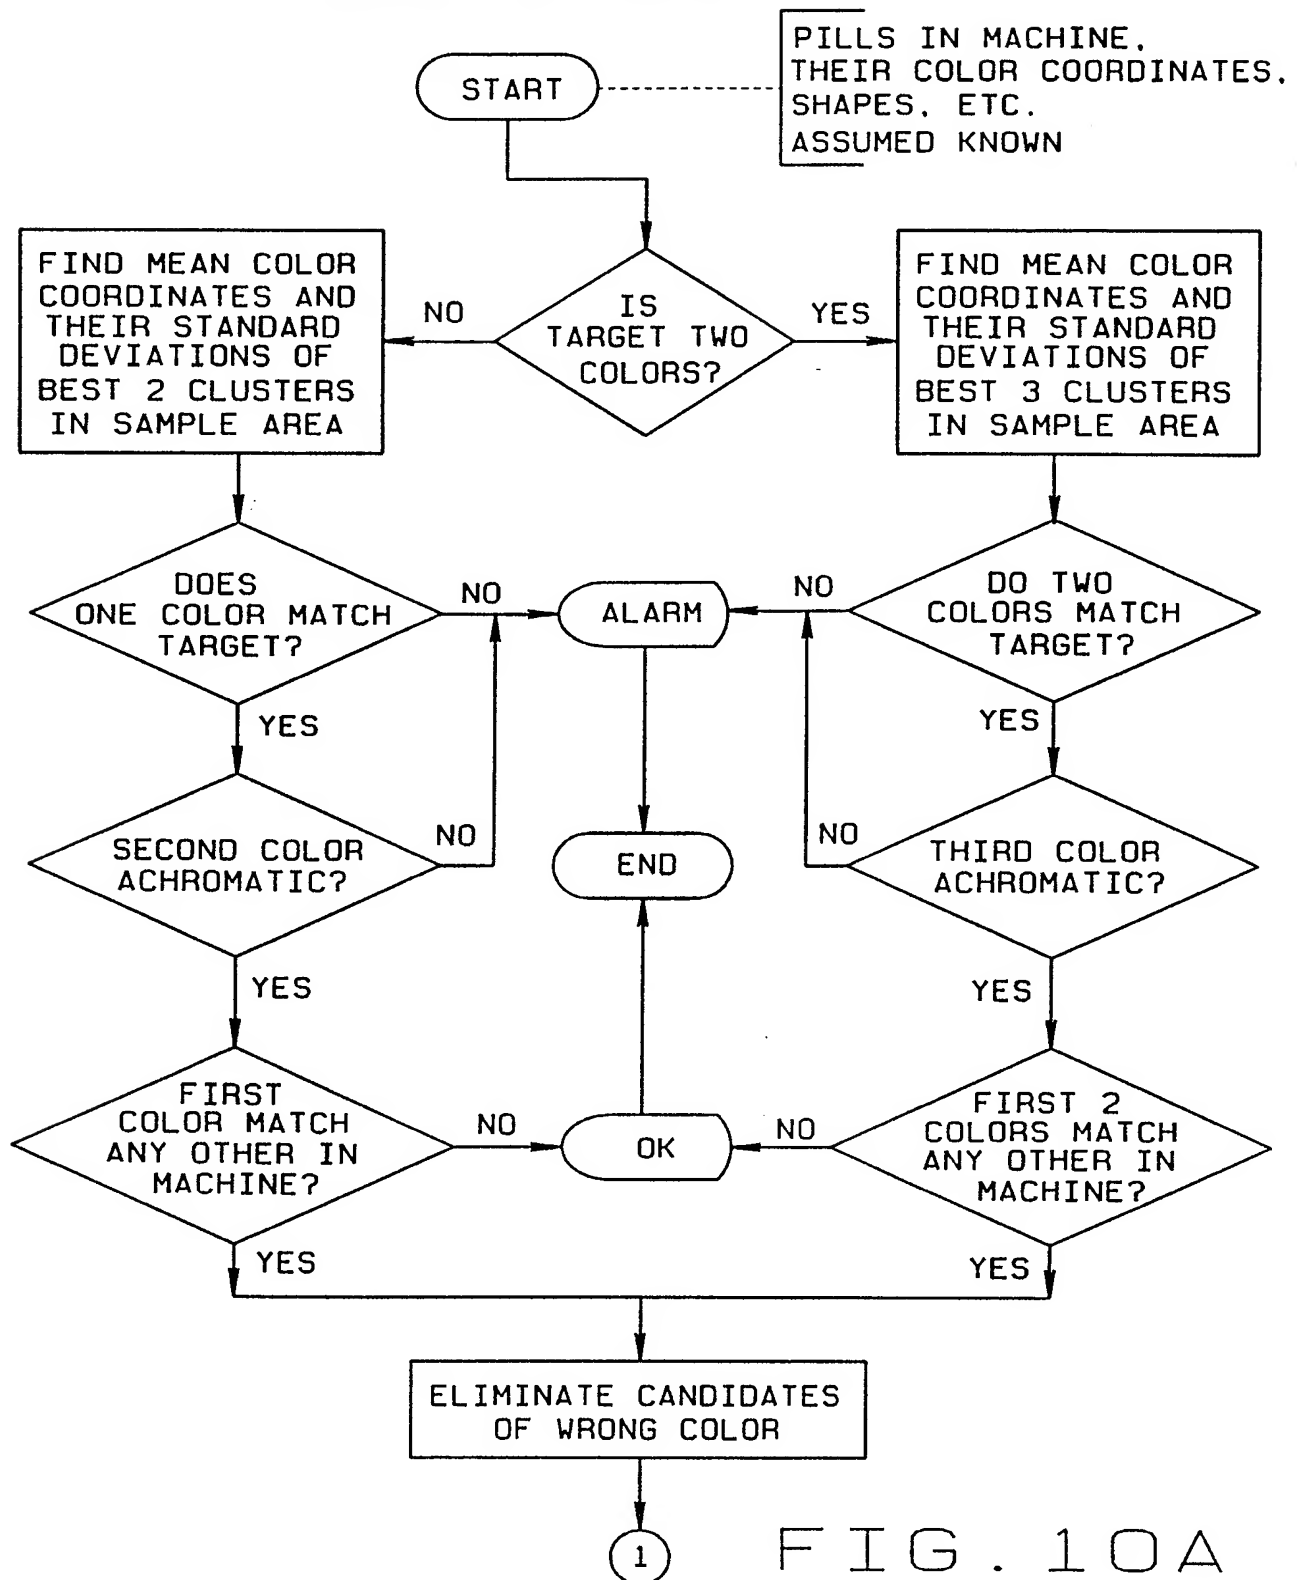 START
PILLS IN MACHINE,
THEIR COLOR COORDINATES,
SHAPES, ETC.
ASSUMED KNOWN
IS
TARGET TWO
COLORS?
NO
YES
FIND MEAN COLOR
COORDINATES AND
THEIR STANDARD
DEVIATIONS OF
BEST 2 CLUSTERS
IN SAMPLE AREA
FIND MEAN COLOR
COORDINATES AND
THEIR STANDARD
DEVIATIONS OF
BEST 3 CLUSTERS
IN SAMPLE AREA
DOES
ONE COLOR MATCH
TARGET?
NO
ALARM
NO
DO TWO
COLORS MATCH
TARGET?
YES
YES
SECOND COLOR
ACHROMATIC?
NO
END
NO
THIRD COLOR
ACHROMATIC?
YES
YES
FIRST
COLOR MATCH
ANY OTHER IN
MACHINE?
NO
OK
NO
FIRST 2
COLORS MATCH
ANY OTHER IN
MACHINE?
YES
YES
ELIMINATE CANDIDATES
OF WRONG COLOR
1
FIG. 10A